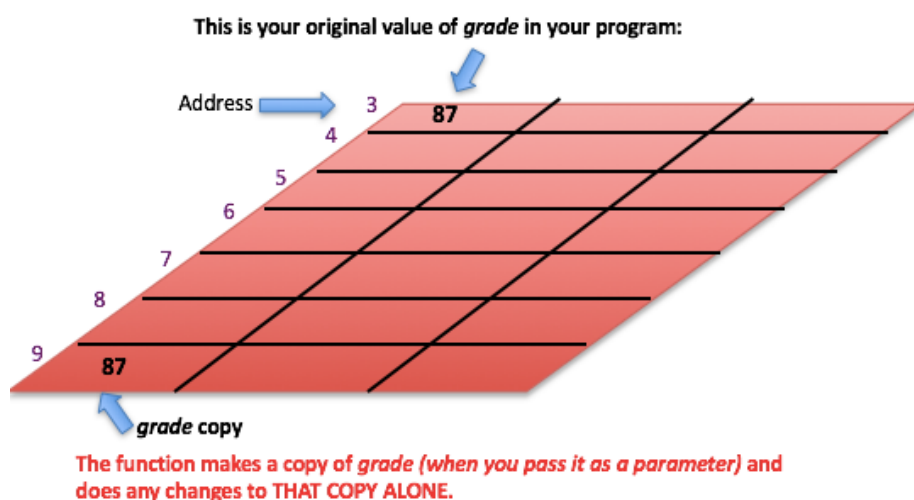 This is your original value of grade in your program:
Address
3
87
4
5
6
7
8
9
87
grade copy
The function makes a copy of grade (when you pass it as a parameter) and
does any changes to THAT COPY ALONE.